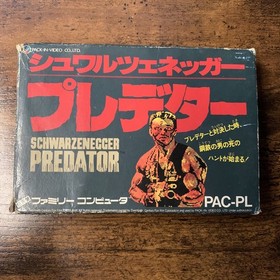 PACK-IN-VIDEO CO.,LTD.
シュワルツェネッガー
プレデター
SCHWARZENEGGER
PREDATOR
プレデターと対決した時、
鋼鉄の男の死の
ハントが始まる!
ファミリー コンピュータ
PAC-PL